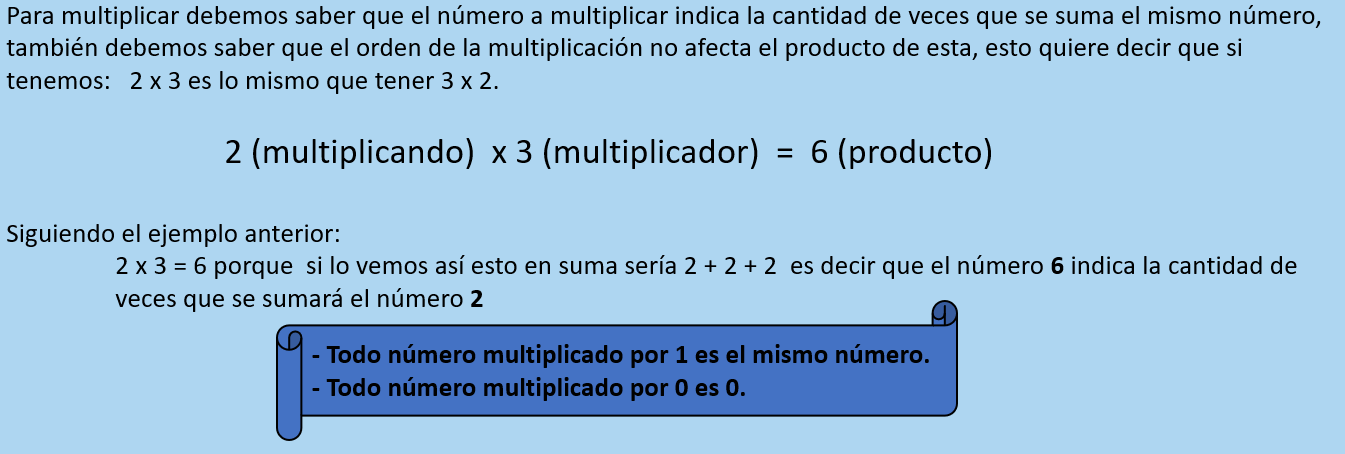 Para multiplicar debemos saber que el número a multiplicar indica la cantidad de veces que se suma el mismo número,
también debemos saber que el orden de la multiplicación no afecta el producto de esta, esto quiere decir que si
tenemos: 2 x 3 es lo mismo que tener 3 x 2.
2 (multiplicando) x 3 (multiplicador) = 6 (producto)
Siguiendo el ejemplo anterior:
2 x 3 = 6 porque si lo vemos así esto en suma sería 2 + 2 + 2 es decir que el número 6 indica la cantidad de
veces que se sumará el número 2
- Todo número multiplicado por 1 es el mismo número.
- Todo número multiplicado por 0 es 0.